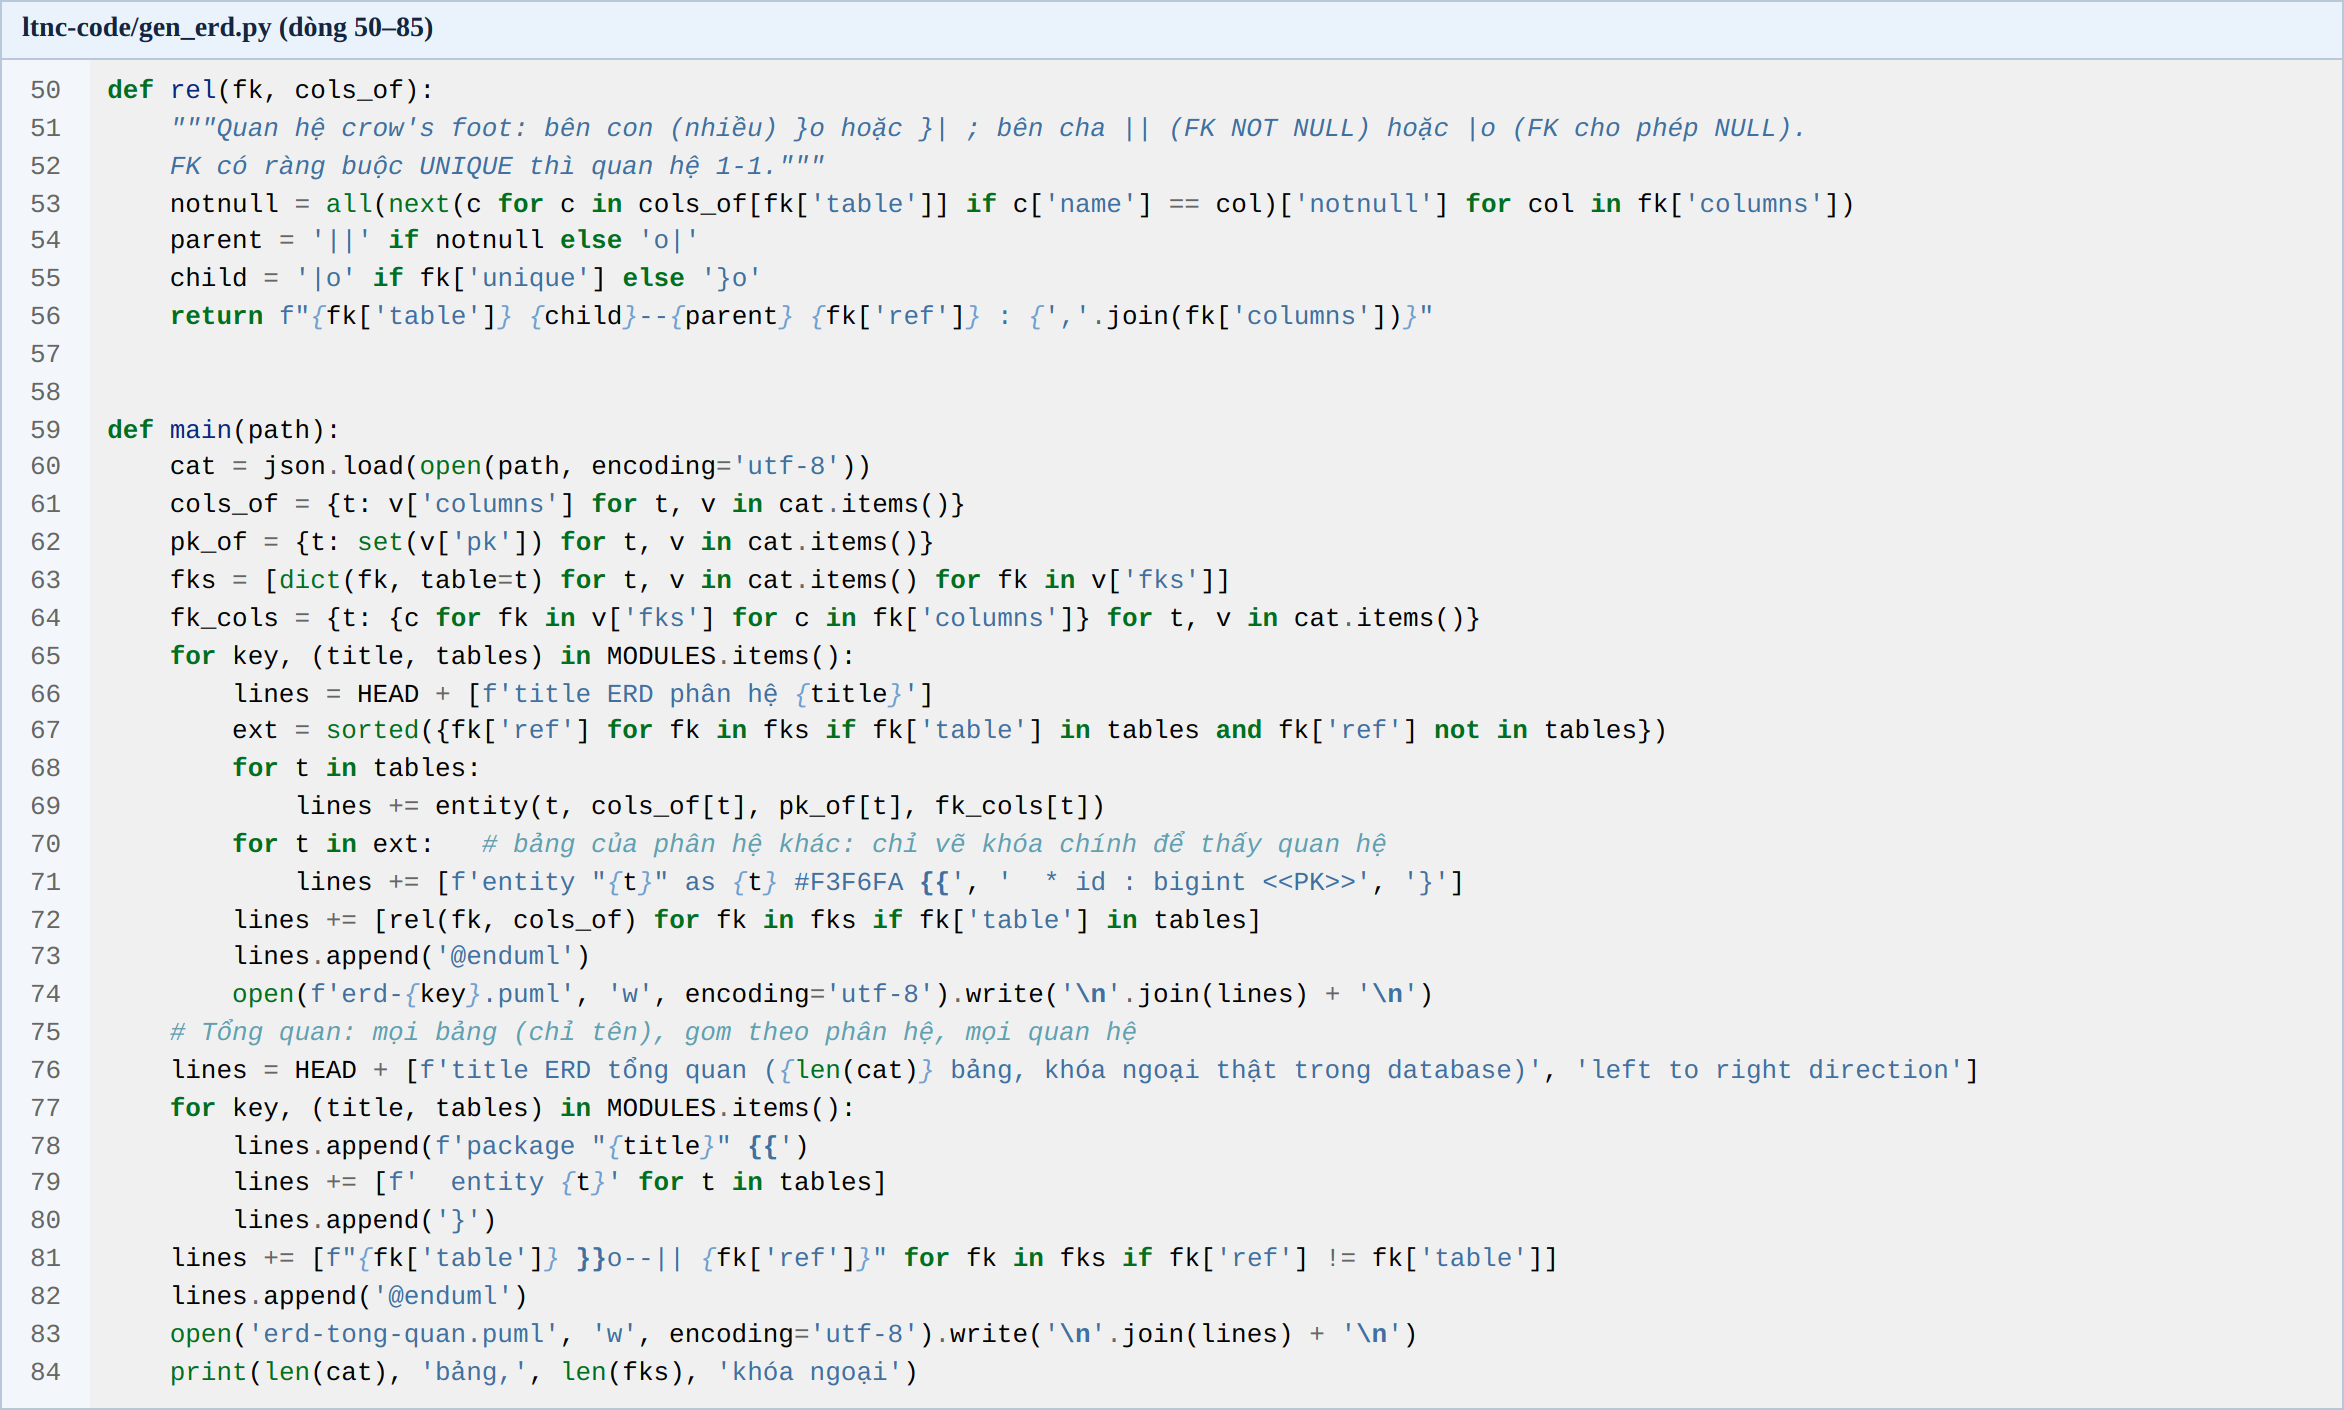 ltnc-code/gen_erd.py (dòng 50–85)
50 def rel(fk, cols_of):
51     """Quan hệ crow's foot: bên con (nhiều) }o hoặc }| ; bên cha || (FK NOT NULL) hoặc |o (FK cho phép NULL).
52     FK có ràng buộc UNIQUE thì quan hệ 1-1."""
53     notnull = all(next(c for c in cols_of[fk['table']] if c['name'] == col)['notnull'] for col in fk['columns'])
54     parent = '||' if notnull else 'o|'
55     child = '|o' if fk['unique'] else '}o'
56     return f"{fk['table']} {child}--{parent} {fk['ref']} : {','.join(fk['columns'])}"
57
58
59 def main(path):
60     cat = json.load(open(path, encoding='utf-8'))
61     cols_of = {t: v['columns'] for t, v in cat.items()}
62     pk_of = {t: set(v['pk']) for t, v in cat.items()}
63     fks = [dict(fk, table=t) for t, v in cat.items() for fk in v['fks']]
64     fk_cols = {t: {c for fk in v['fks'] for c in fk['columns']} for t, v in cat.items()}
65     for key, (title, tables) in MODULES.items():
66         lines = HEAD + [f'title ERD phân hệ {title}']
67         ext = sorted({fk['ref'] for fk in fks if fk['table'] in tables and fk['ref'] not in tables})
68         for t in tables:
69             lines += entity(t, cols_of[t], pk_of[t], fk_cols[t])
70         for t in ext:   # bảng của phân hệ khác: chỉ vẽ khóa chính để thấy quan hệ
71             lines += [f'entity "{t}" as {t} #F3F6FA {{', '  * id : bigint <<PK>>', '}']
72         lines += [rel(fk, cols_of) for fk in fks if fk['table'] in tables]
73         lines.append('@enduml')
74         open(f'erd-{key}.puml', 'w', encoding='utf-8').write('\n'.join(lines) + '\n')
75     # Tổng quan: mọi bảng (chỉ tên), gom theo phân hệ, mọi quan hệ
76     lines = HEAD + [f'title ERD tổng quan ({len(cat)} bảng, khóa ngoại thật trong database)', 'left to right direction']
77     for key, (title, tables) in MODULES.items():
78         lines.append(f'package "{title}" {{')
79         lines += [f'  entity {t}' for t in tables]
80         lines.append('}')
81     lines += [f"{fk['table']} }}o--|| {fk['ref']}" for fk in fks if fk['ref'] != fk['table']]
82     lines.append('@enduml')
83     open('erd-tong-quan.puml', 'w', encoding='utf-8').write('\n'.join(lines) + '\n')
84     print(len(cat), 'bảng,', len(fks), 'khóa ngoại')